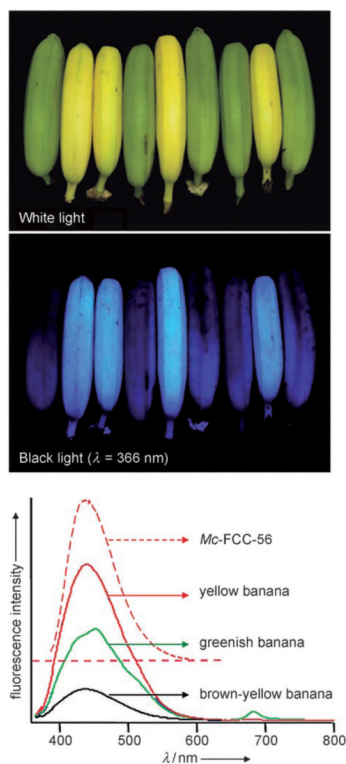 White light
Black light (λ = 366 nm)
fluorescence intensity
Mc-FCC-56
yellow banana
greenish banana
brown-yellow banana
400 500 600 700 800
λ/nm